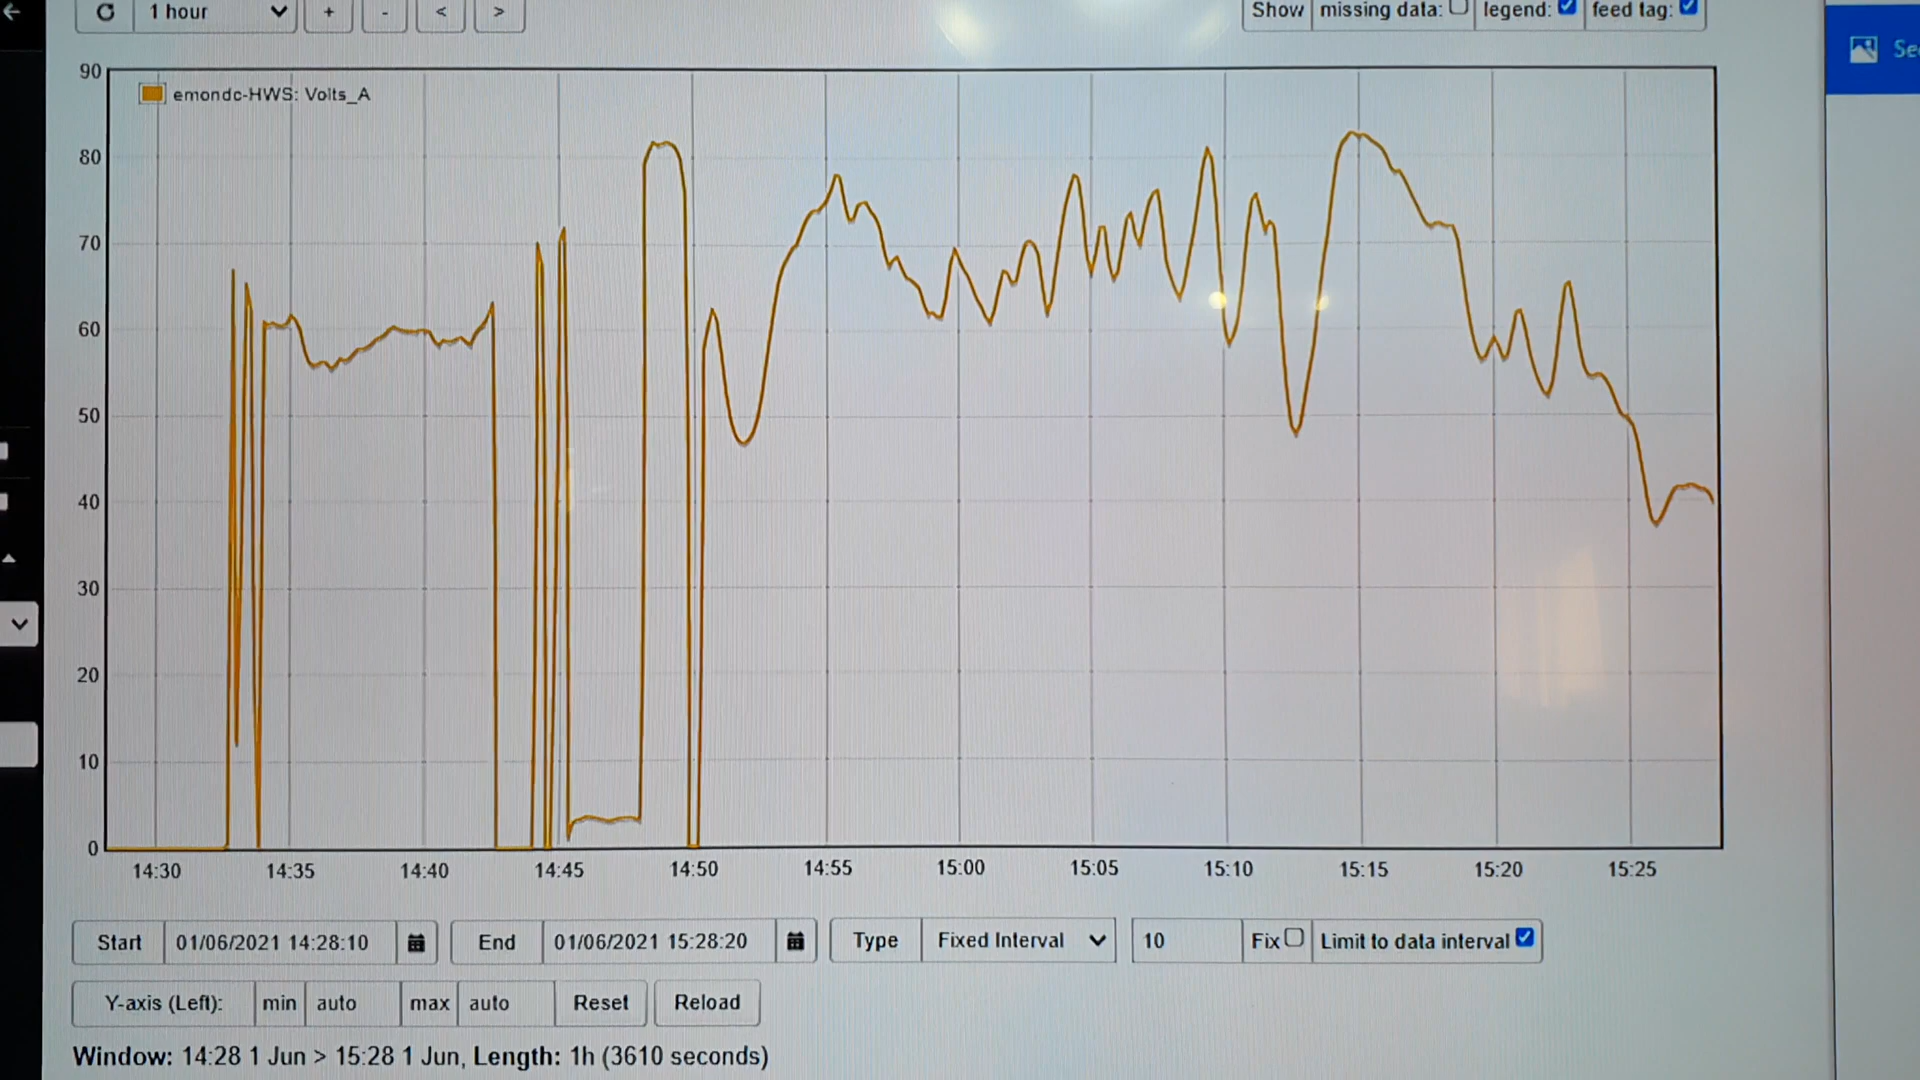 1 hour + - < > Show missing data: legend: feed tag:
90
emondc-HWS: Volts_A
80
70
60
50
40
30
20
10
0
14:30 14:35 14:40 14:45 14:50 14:55 15:00 15:05 15:10 15:15 15:20 15:25
Start 01/06/2021 14:28:10 End 01/06/2021 15:28:20 Type Fixed Interval 10 Fix Limit to data interval
Y-axis (Left): min auto max auto Reset Reload
Window: 14:28 1 Jun > 15:28 1 Jun, Length: 1h (3610 seconds)